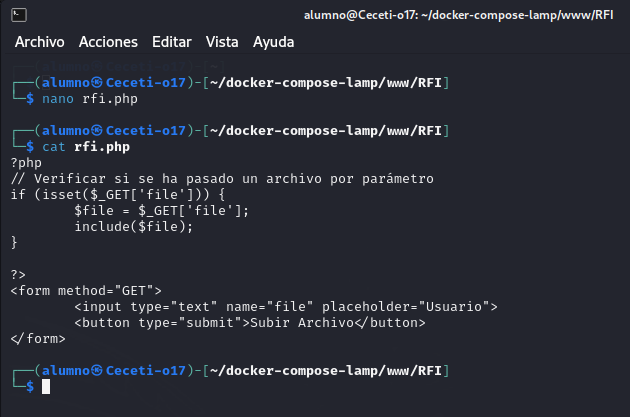 alumno@Ceceti-o17: ~/docker-compose-lamp/www/RFI
Archivo Acciones Editar Vista Ayuda
┌──(alumno㉿Ceceti-o17)-[~/docker-compose-lamp/www/RFI]
└─$ nano rfi.php
┌──(alumno㉿Ceceti-o17)-[~/docker-compose-lamp/www/RFI]
└─$ cat rfi.php
?php
// Verificar si se ha pasado un archivo por parámetro
if (isset($_GET['file'])) {
        $file = $_GET['file'];
        include($file);
}
?>
<form method="GET">
        <input type="text" name="file" placeholder="Usuario">
        <button type="submit">Subir Archivo</button>
</form>
┌──(alumno㉿Ceceti-o17)-[~/docker-compose-lamp/www/RFI]
└─$